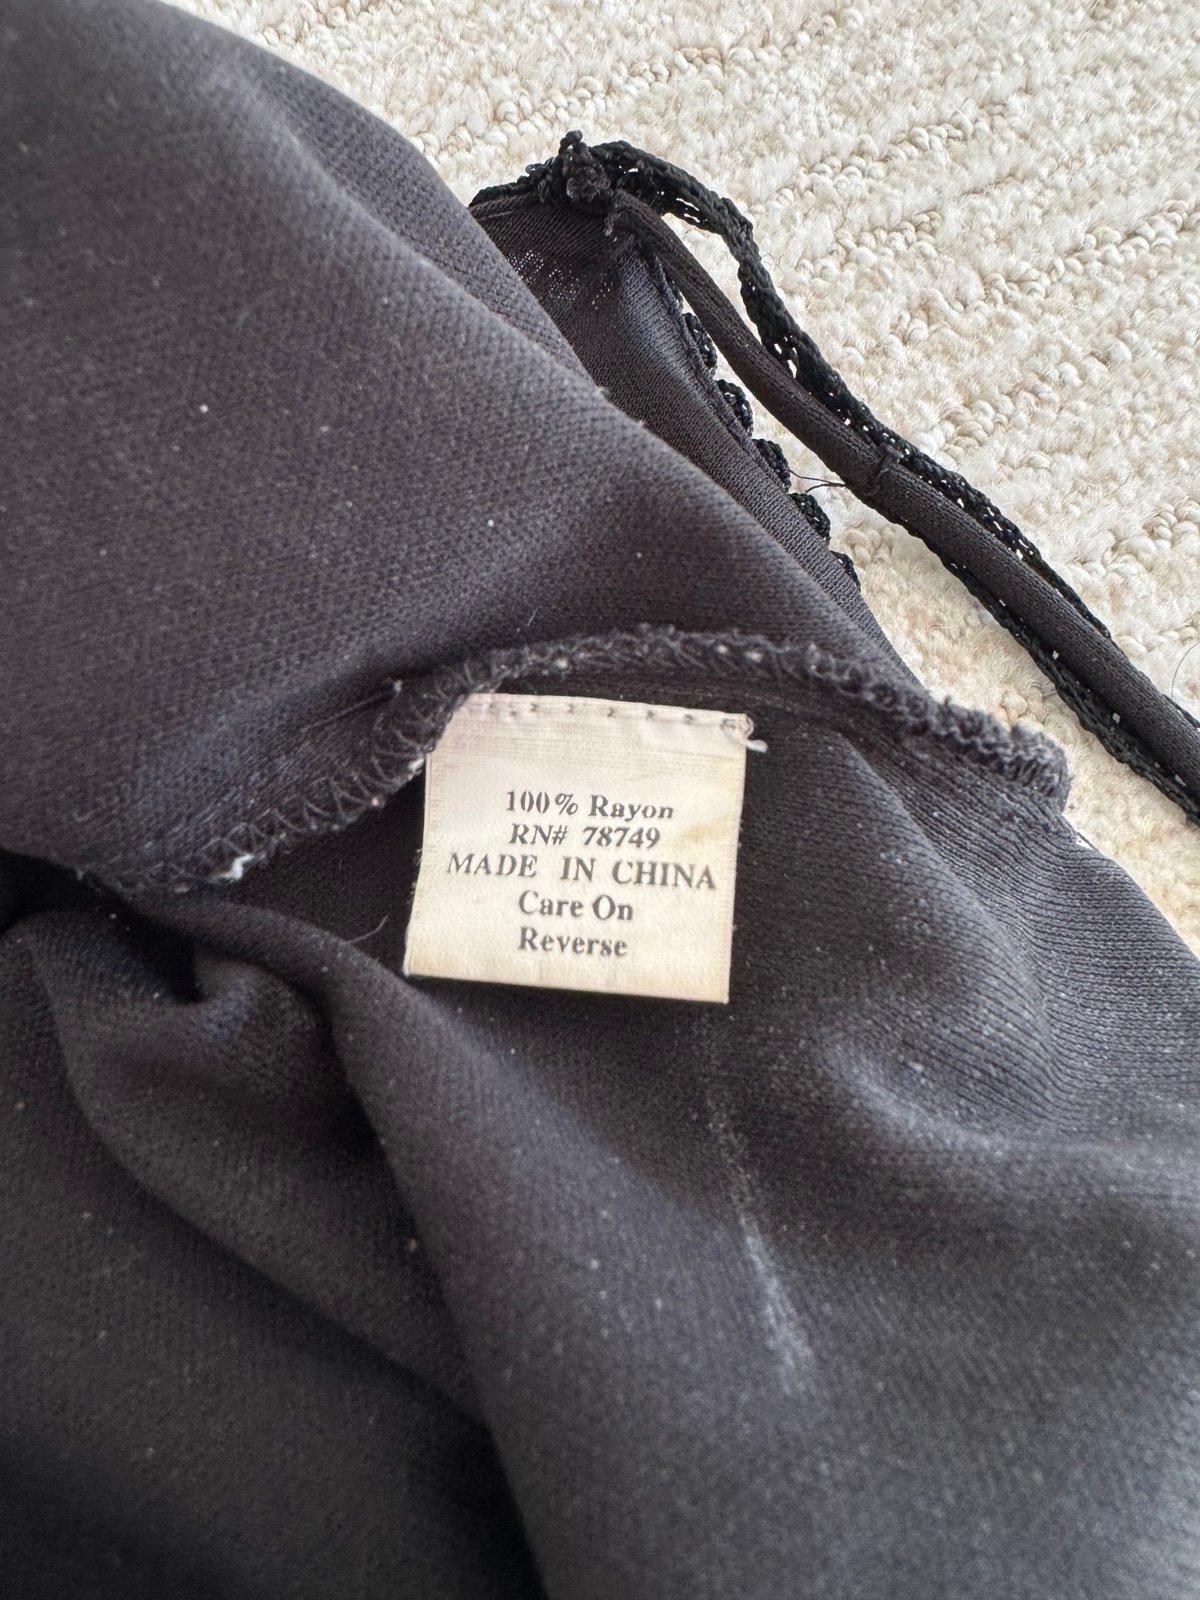 100% Rayon
RN# 78749
MADE IN CHINA
Care On
Reverse